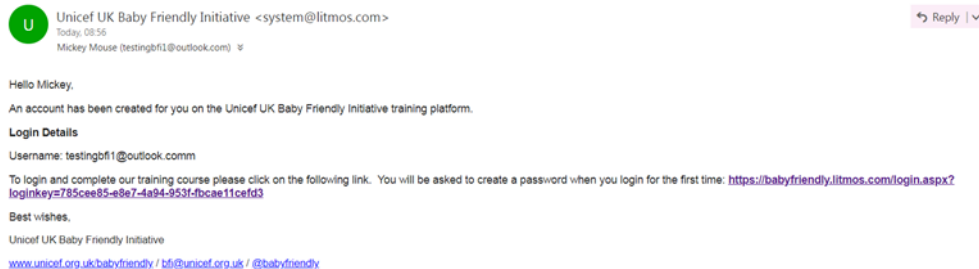 U
Unicef UK Baby Friendly Initiative <system@litmos.com>
Reply
Today, 08:56
Mickey Mouse (testingbfi1@outlook.com)
Hello Mickey,
An account has been created for you on the Unicef UK Baby Friendly Initiative training platform.
Login Details
Username: testingbfi1@outlook.comm
To login and complete our training course please click on the following link.  You will be asked to create a password when you login for the first time: https://babyfriendly.litmos.com/login.aspx?
loginkey=785cee85-e8e7-4a94-953f-fbcae11cefd3
Best wishes,
Unicef UK Baby Friendly Initiative
www.unicef.org.uk/babyfriendly / bfi@unicef.org.uk / @babyfriendly